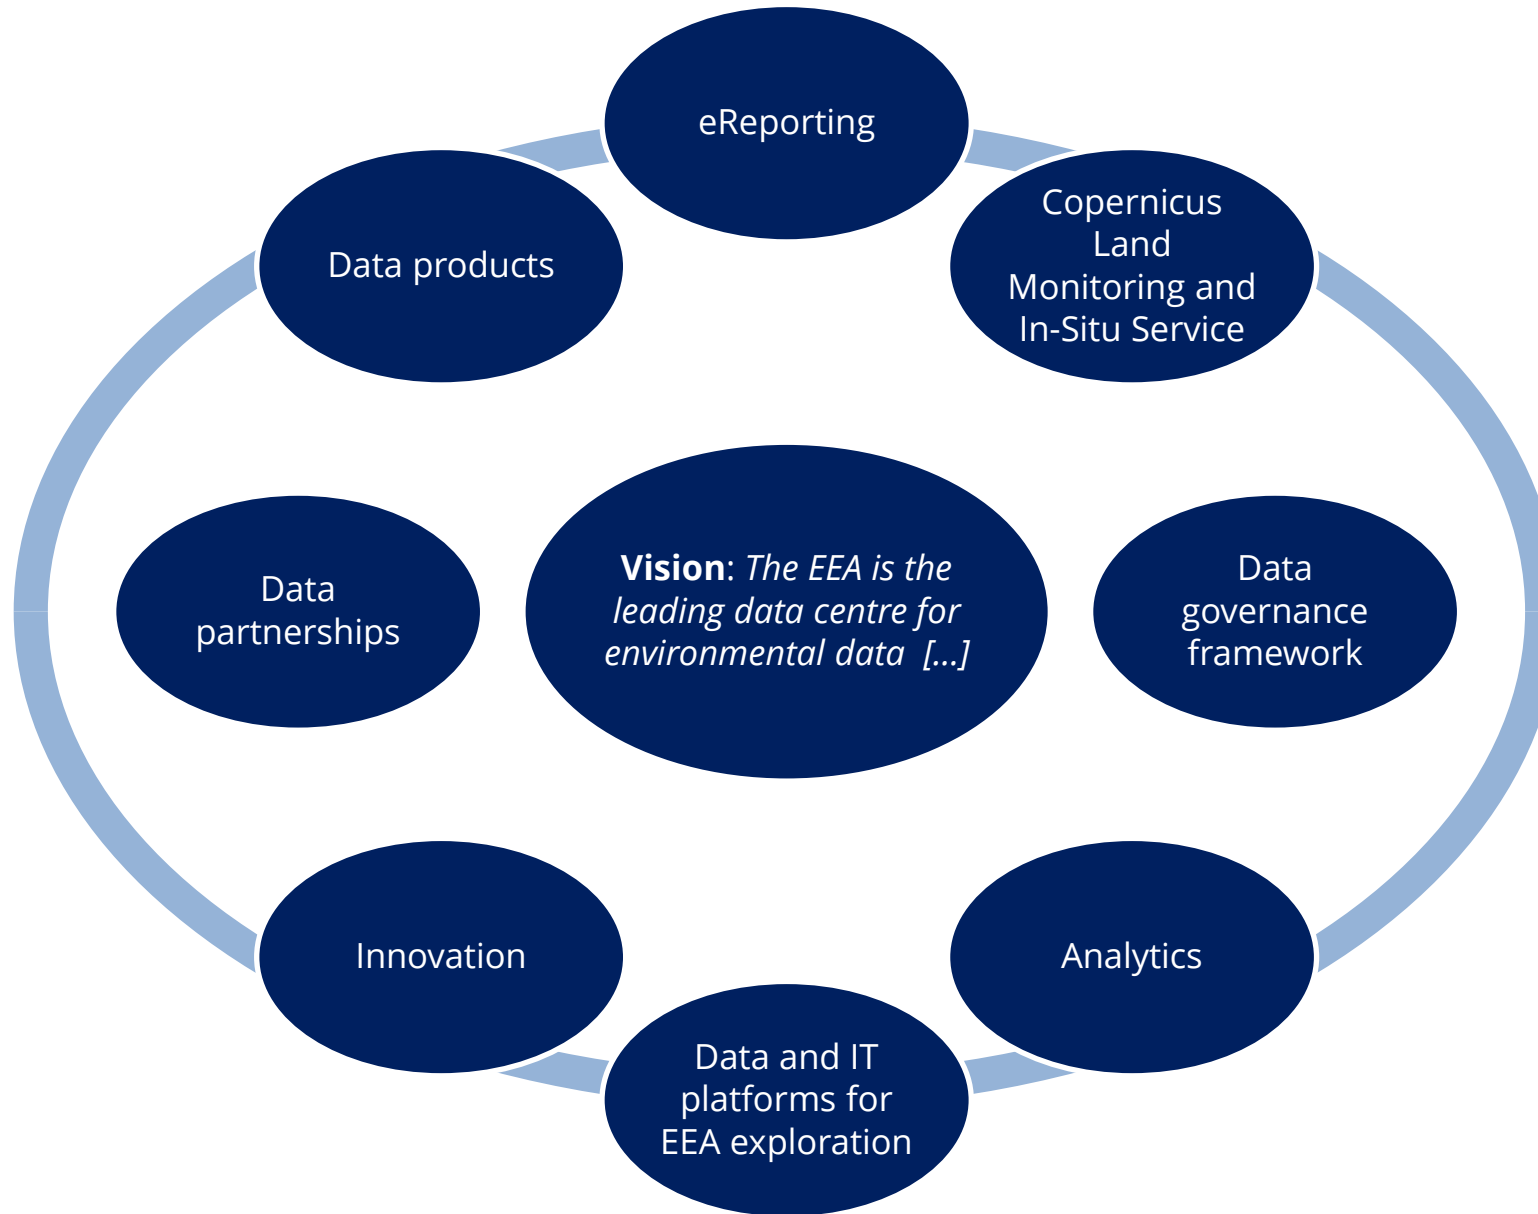 eReporting
Copernicus
Land
Monitoring and
In-Situ Service
Data products
Vision: The EEA is the
leading data centre for
environmental data [...]
Data
partnerships
Data
governance
framework
Innovation
Analytics
Data and IT
platforms for
EEA exploration